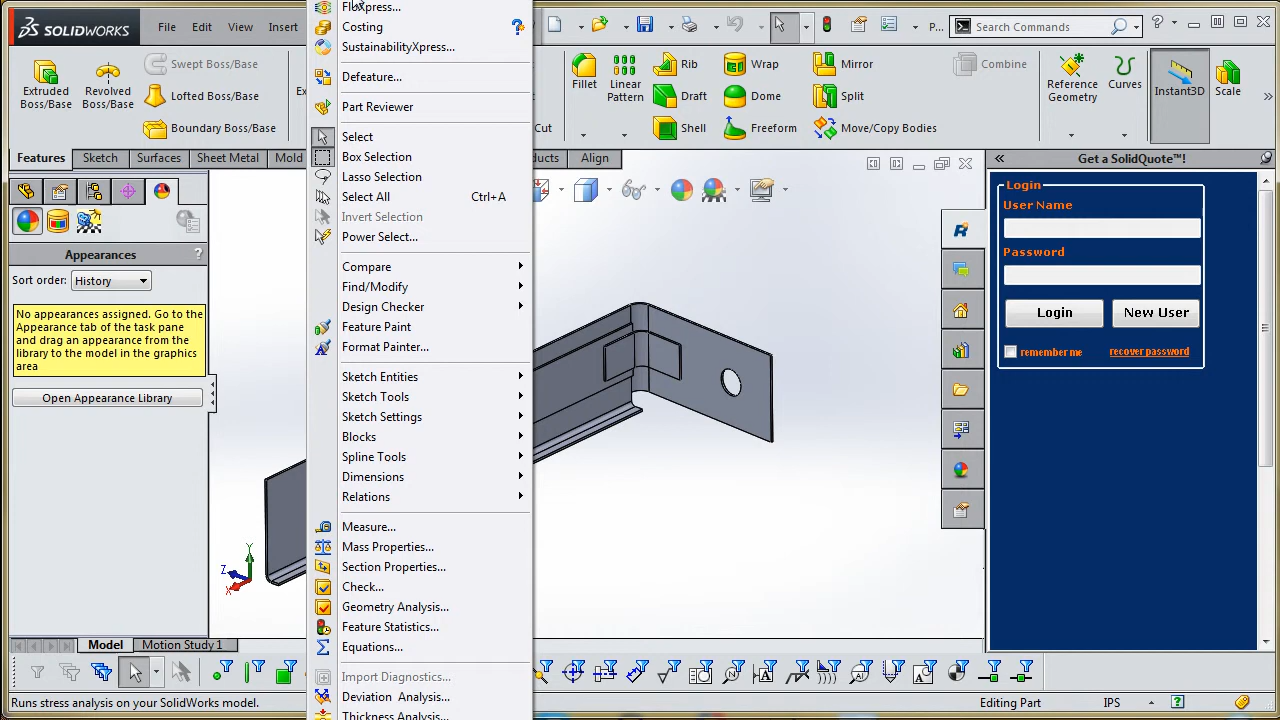 SOLIDWORKS
File
Edit
View
Insert
P...
Search Commands
?
Extruded
Boss/Base
Revolved
Boss/Base
Swept Boss/Base
Lofted Boss/Base
Boundary Boss/Base
Cut
Fillet
Linear
Pattern
Rib
Draft
Shell
Wrap
Dome
Freeform
Mirror
Split
Move/Copy Bodies
Combine
Reference
Geometry
Curves
Instant3D
Scale
Features
Sketch
Surfaces
Sheet Metal
Mold
ducts
Align
Appearances
?
Sort order:
History
No appearances assigned. Go to the
Appearance tab of the task pane
and drag an appearance from the
library to the model in the graphics
area
Open Appearance Library
Costing
SustainabilityXpress...
Defeature...
Part Reviewer
Select
Box Selection
Lasso Selection
Select All Ctrl+A
Invert Selection
Power Select...
Compare
Find/Modify
Design Checker
Feature Paint
Format Painter...
Sketch Entities
Sketch Tools
Sketch Settings
Blocks
Spline Tools
Dimensions
Relations
Measure...
Mass Properties...
Section Properties...
Check...
Geometry Analysis...
Feature Statistics...
Equations...
Import Diagnostics...
Deviation Analysis...
Thickness Analysis...
Y
Z
X
Get a SolidQuote™!
Login
User Name
Password
Login
New User
remember me
recover password
Model
Motion Study 1
Runs stress analysis on your SolidWorks model.
Editing Part
IPS
?